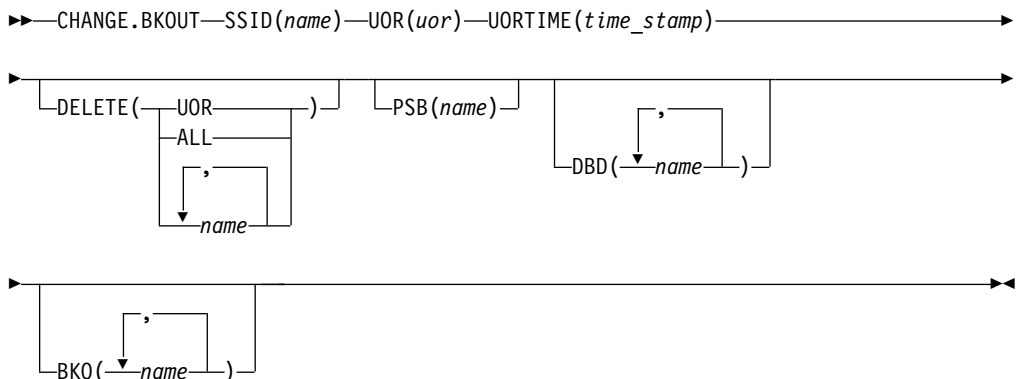 CHANGE.BKOUT SSID(name) UOR(uor) UORTIME(time_stamp)
DELETE( UOR ) PSB(name)
ALL
,
name
,
DBD( name )
,
BKO( name )